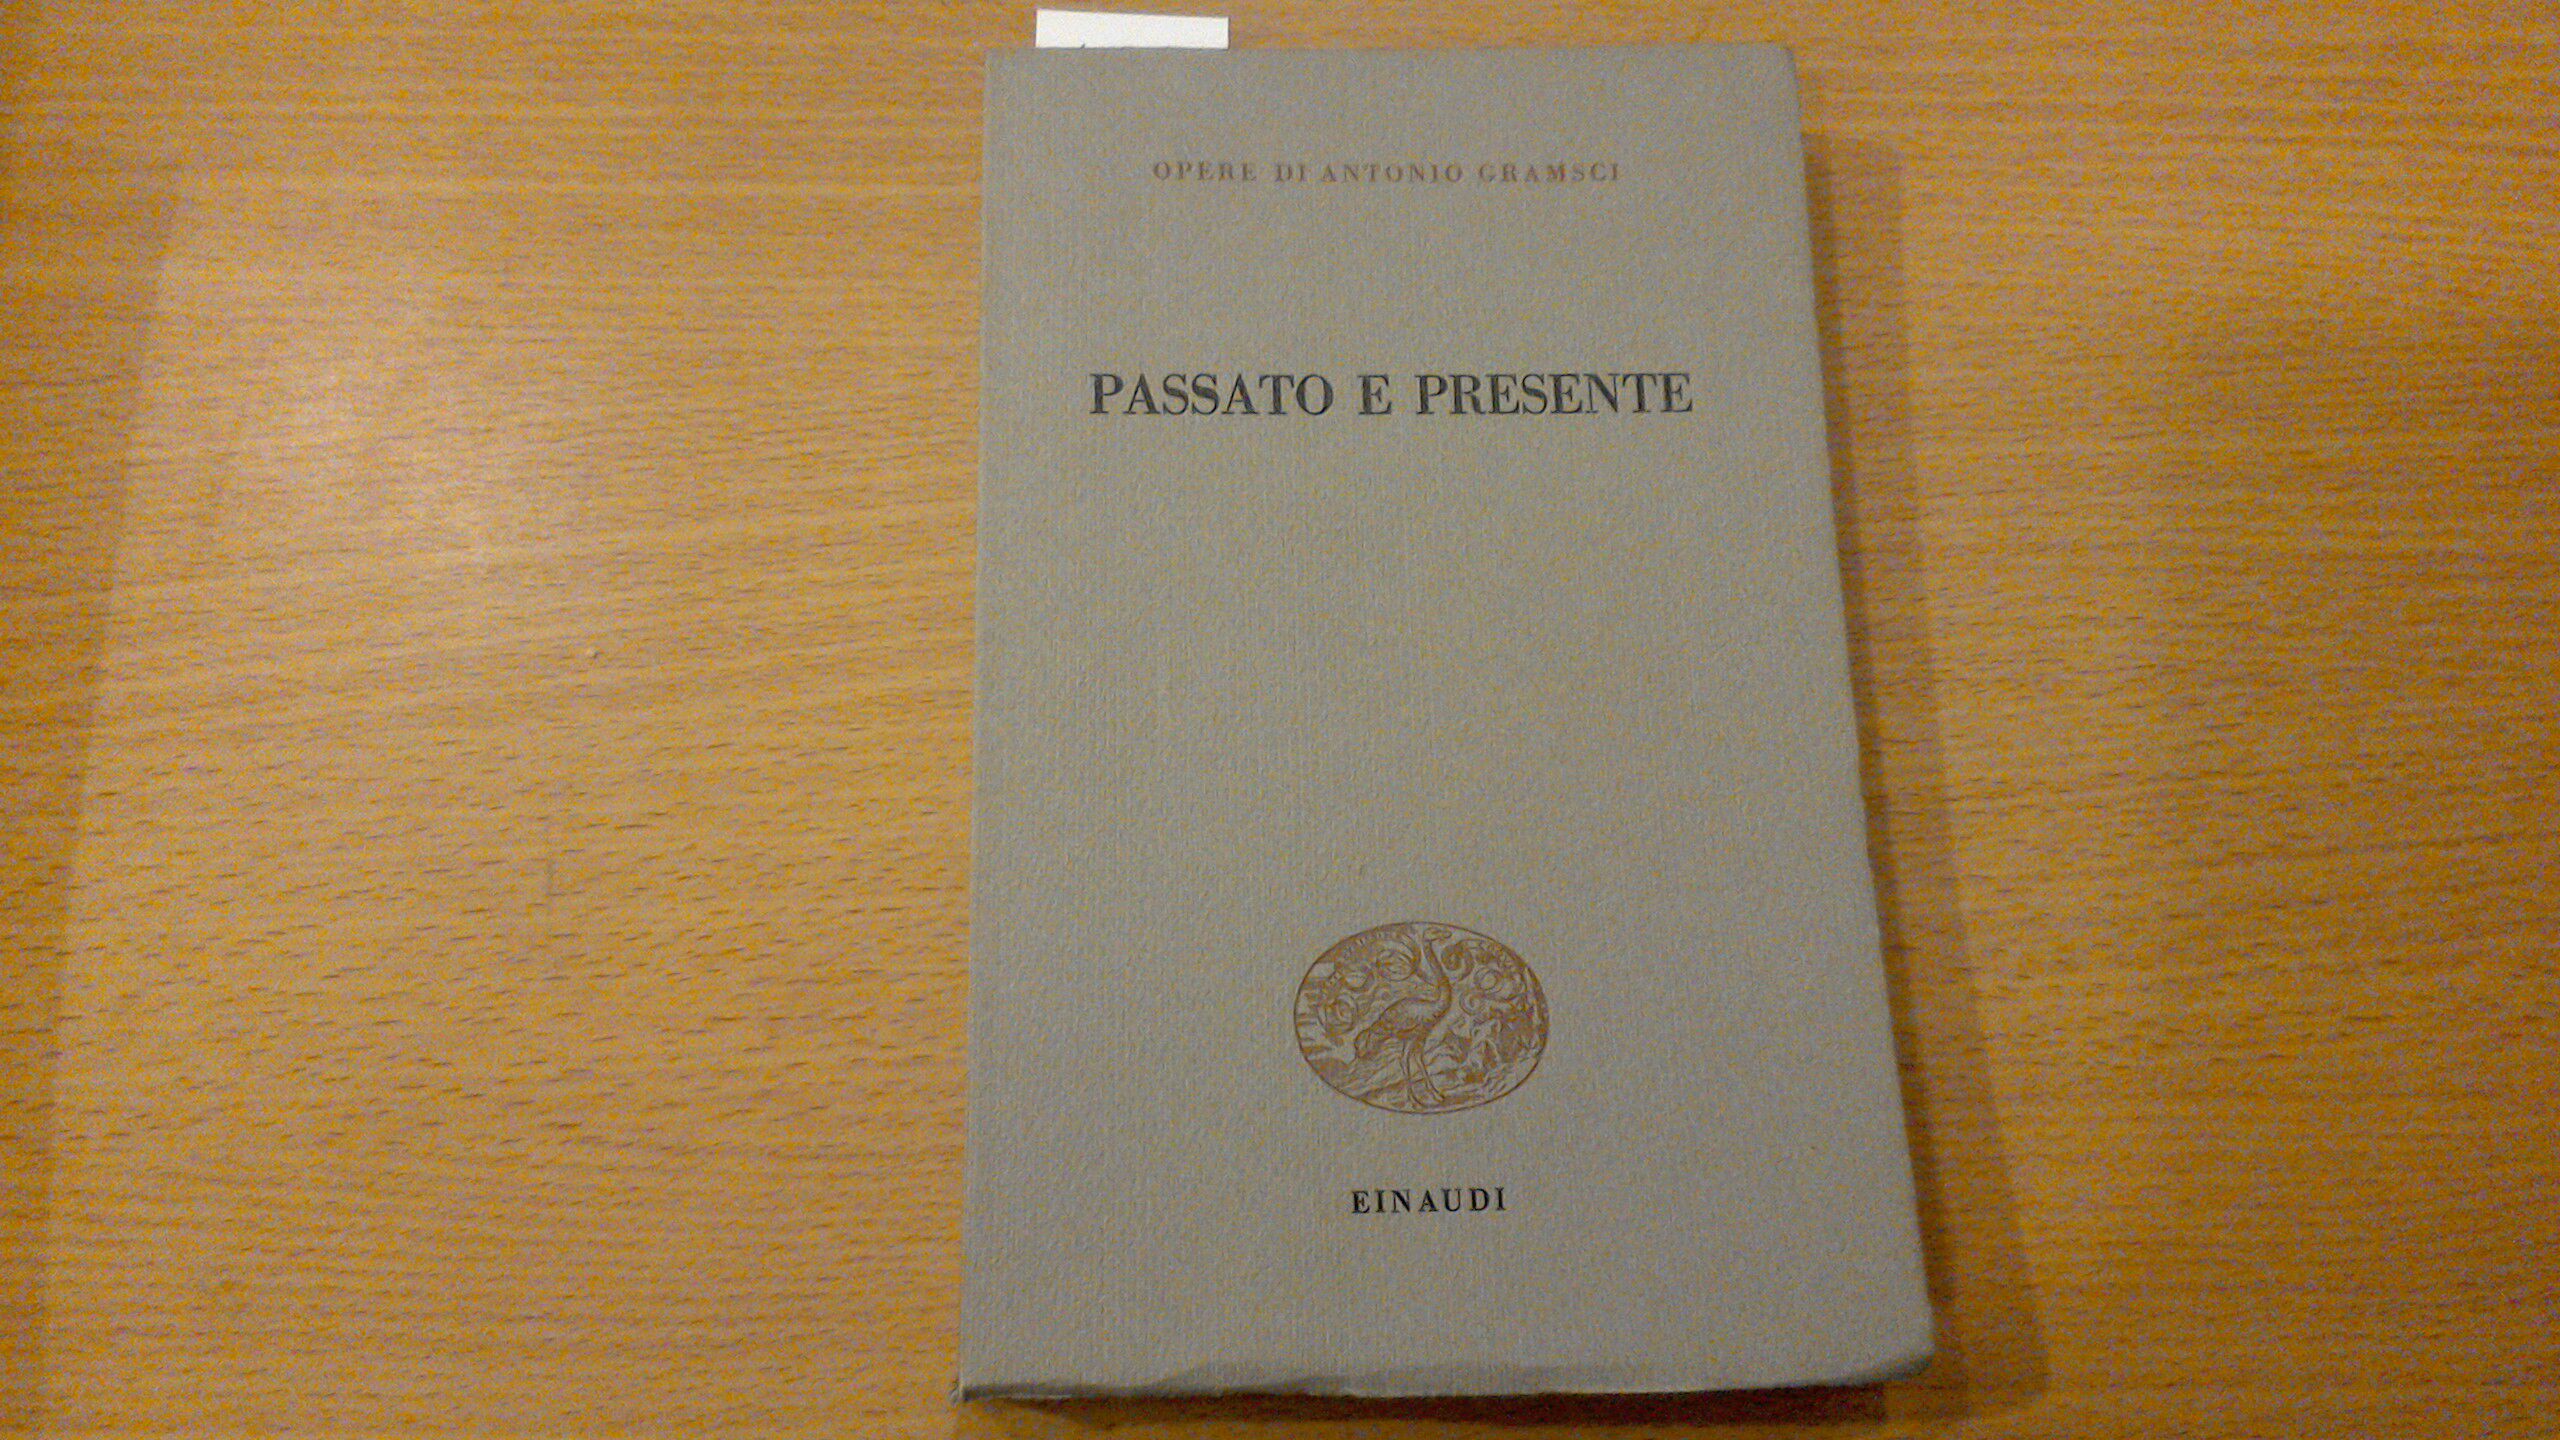 OPERE DI ANTONIO GRAMSCI
PASSATO E PRESENTE
EINAUDI